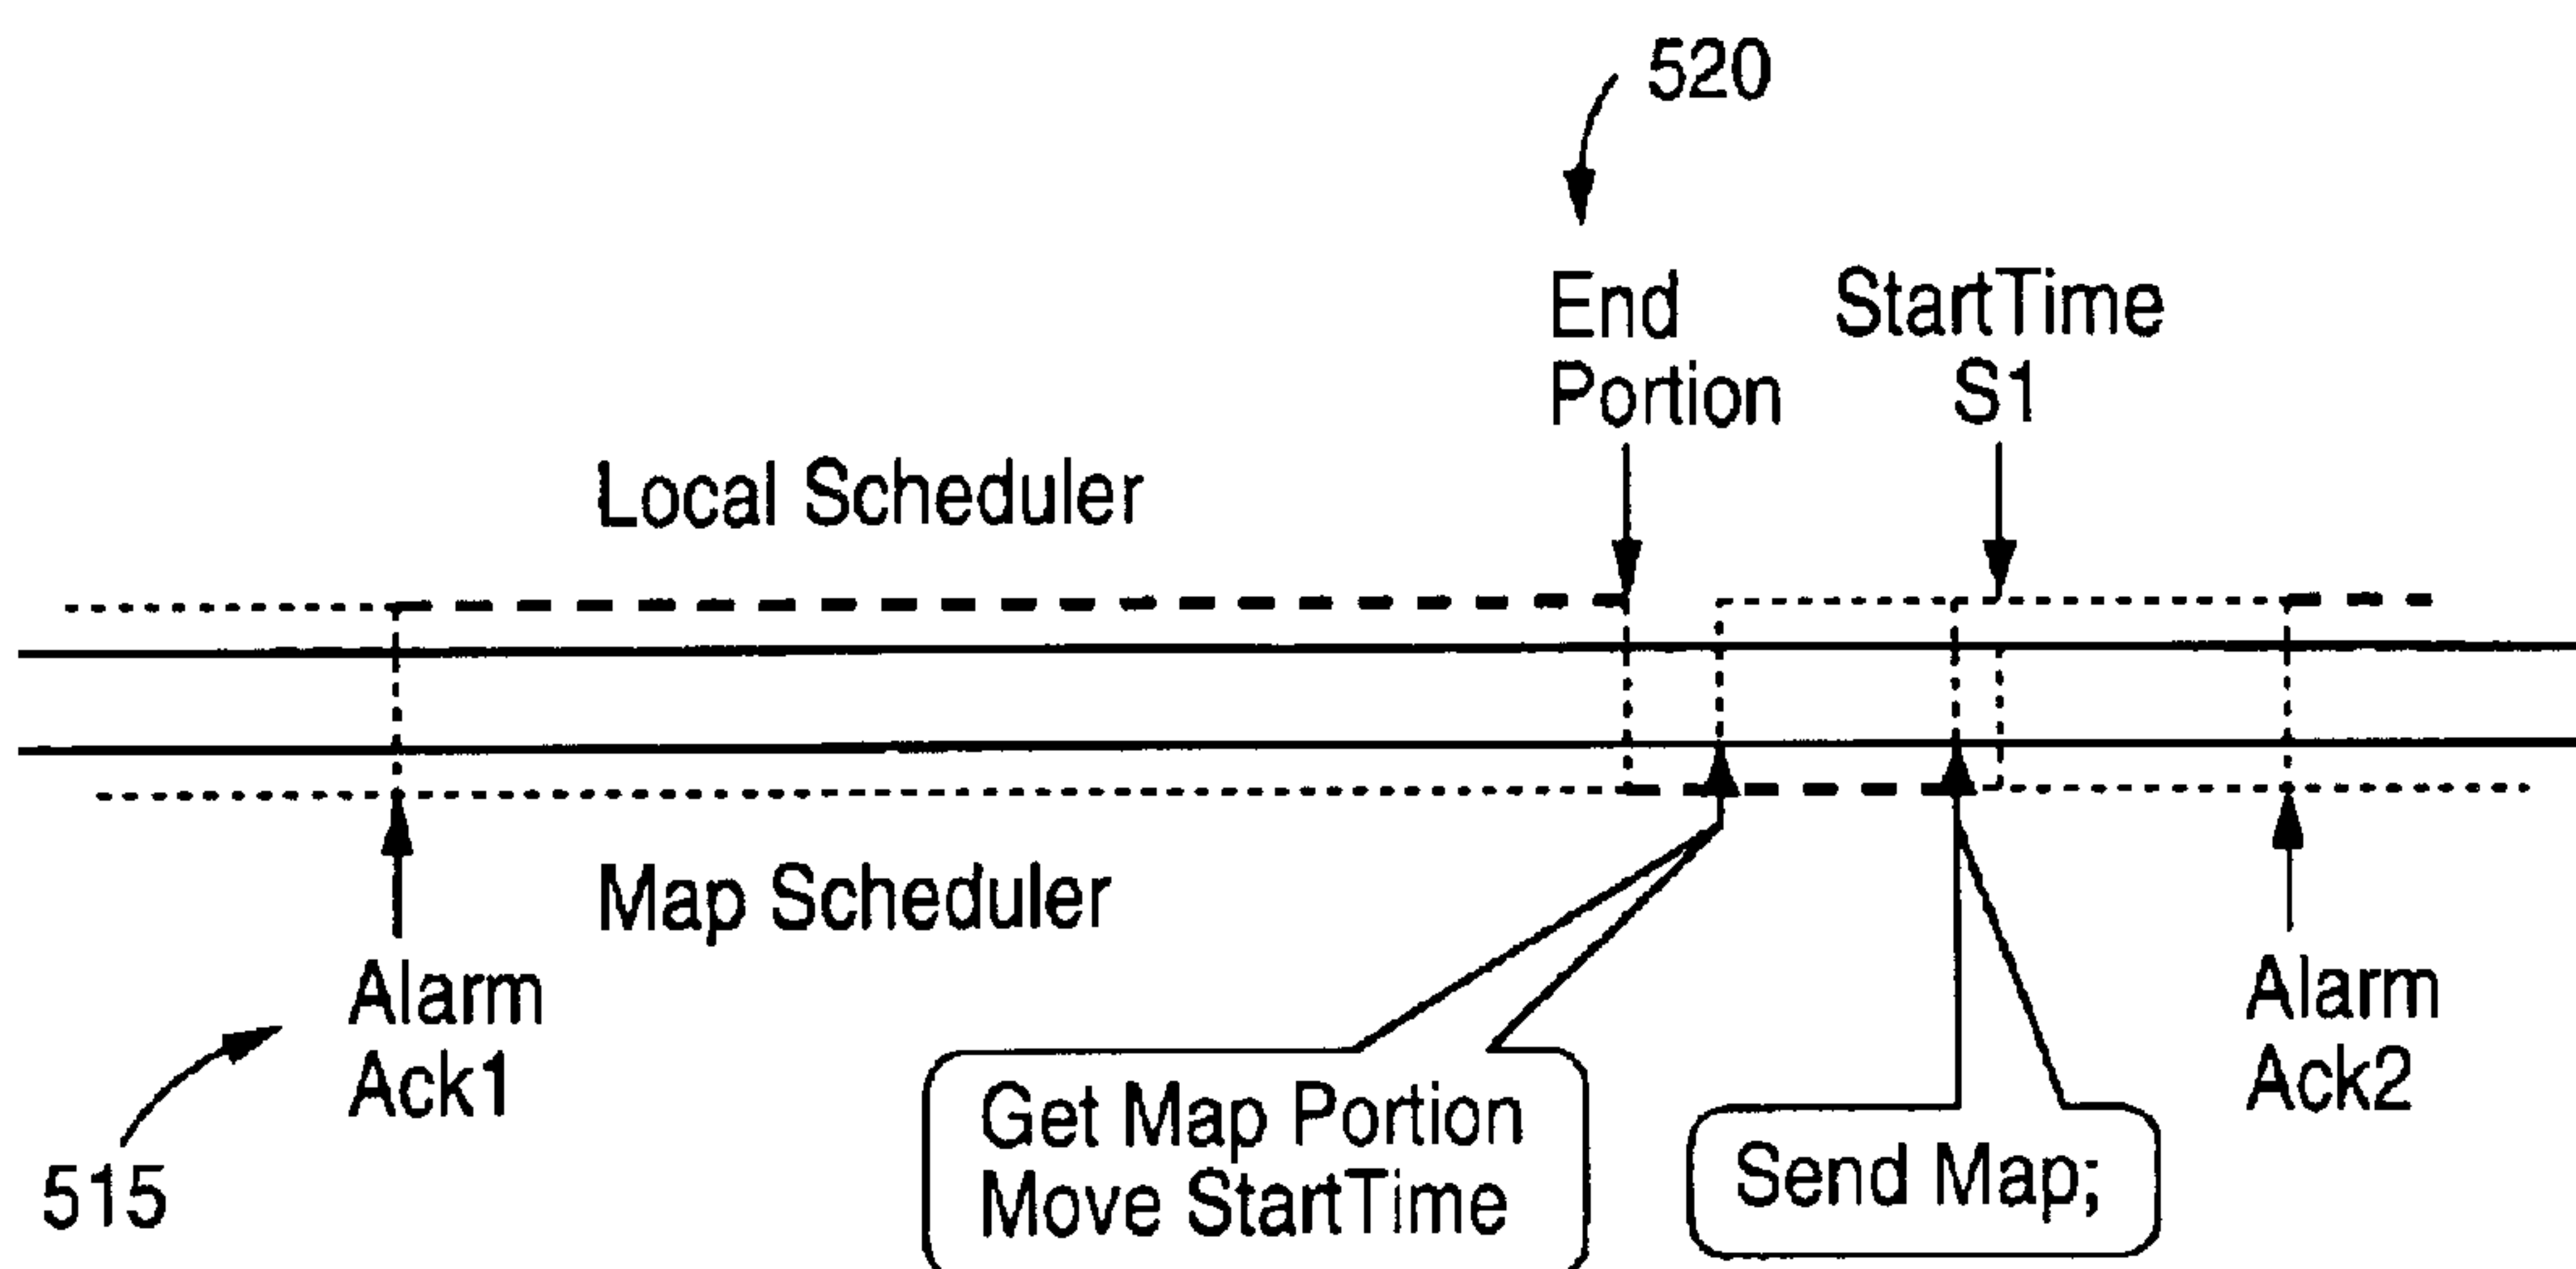 520
End
Portion
StartTime
S1
Local Scheduler
Map Scheduler
Alarm
Ack1
515
Get Map Portion
Move StartTime
Send Map;
Alarm
Ack2